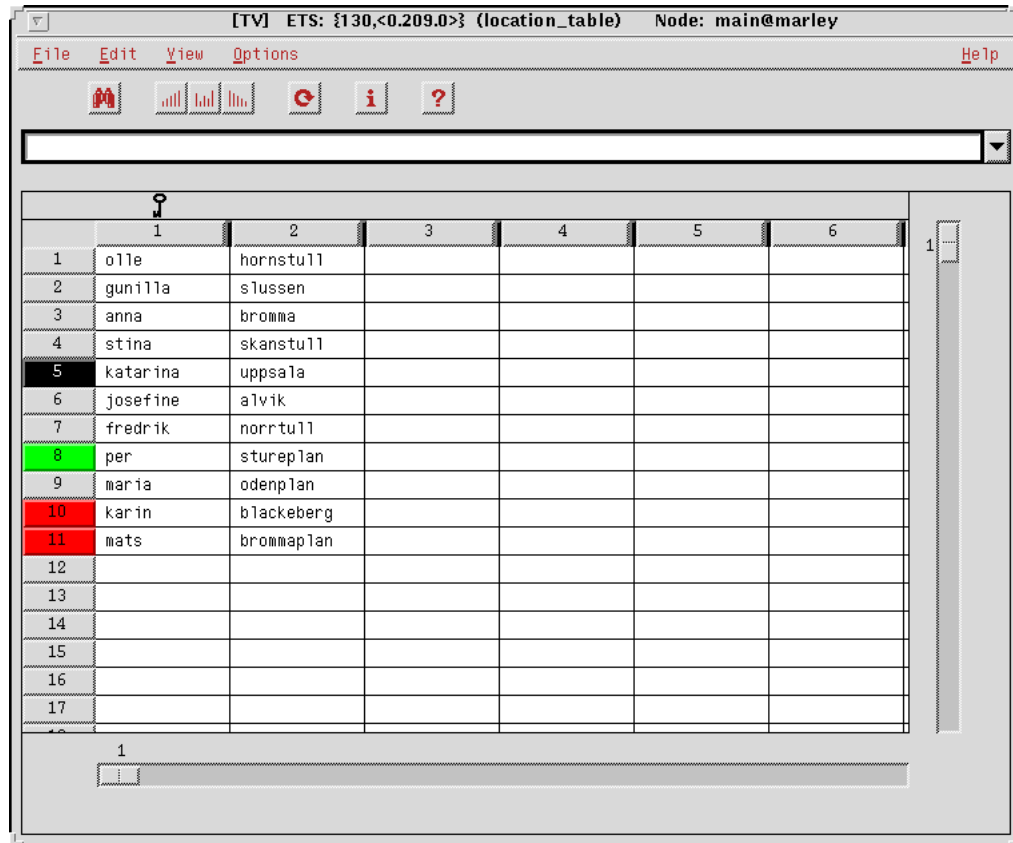 [TV] ETS: {130,<0.209.0>} (location_table) Node: main@marley
File Edit View Options Help
i ?
1 2 3 4 5 6
1
1 olle hornstull
2 gunilla slussen
3 anna bromma
4 stina skanstull
5 katarina uppsala
6 josefine alvik
7 fredrik norrtull
8 per stureplan
9 maria odenplan
10 karin blackeberg
11 mats brommaplan
12
13
14
15
16
17
1